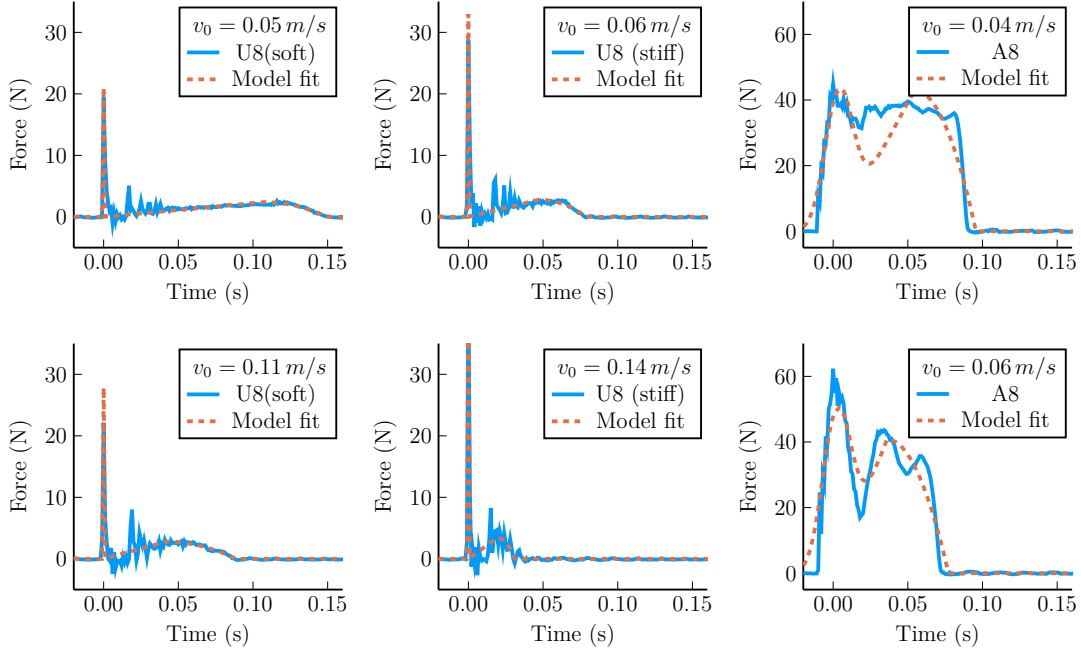 v₀ = 0.05 m/s
U8(soft)
Model fit
Force (N)
30
20
10
0
0.00
0.05
0.10
0.15
Time (s)
v₀ = 0.06 m/s
U8 (stiff)
Model fit
Force (N)
30
20
10
0
0.00
0.05
0.10
0.15
Time (s)
v₀ = 0.04 m/s
A8
Model fit
Force (N)
60
40
20
0
0.00
0.05
0.10
0.15
Time (s)
v₀ = 0.11 m/s
U8(soft)
Model fit
Force (N)
30
20
10
0
0.00
0.05
0.10
0.15
Time (s)
v₀ = 0.14 m/s
U8 (stiff)
Model fit
Force (N)
30
20
10
0
0.00
0.05
0.10
0.15
Time (s)
v₀ = 0.06 m/s
A8
Model fit
Force (N)
60
40
20
0
0.00
0.05
0.10
0.15
Time (s)